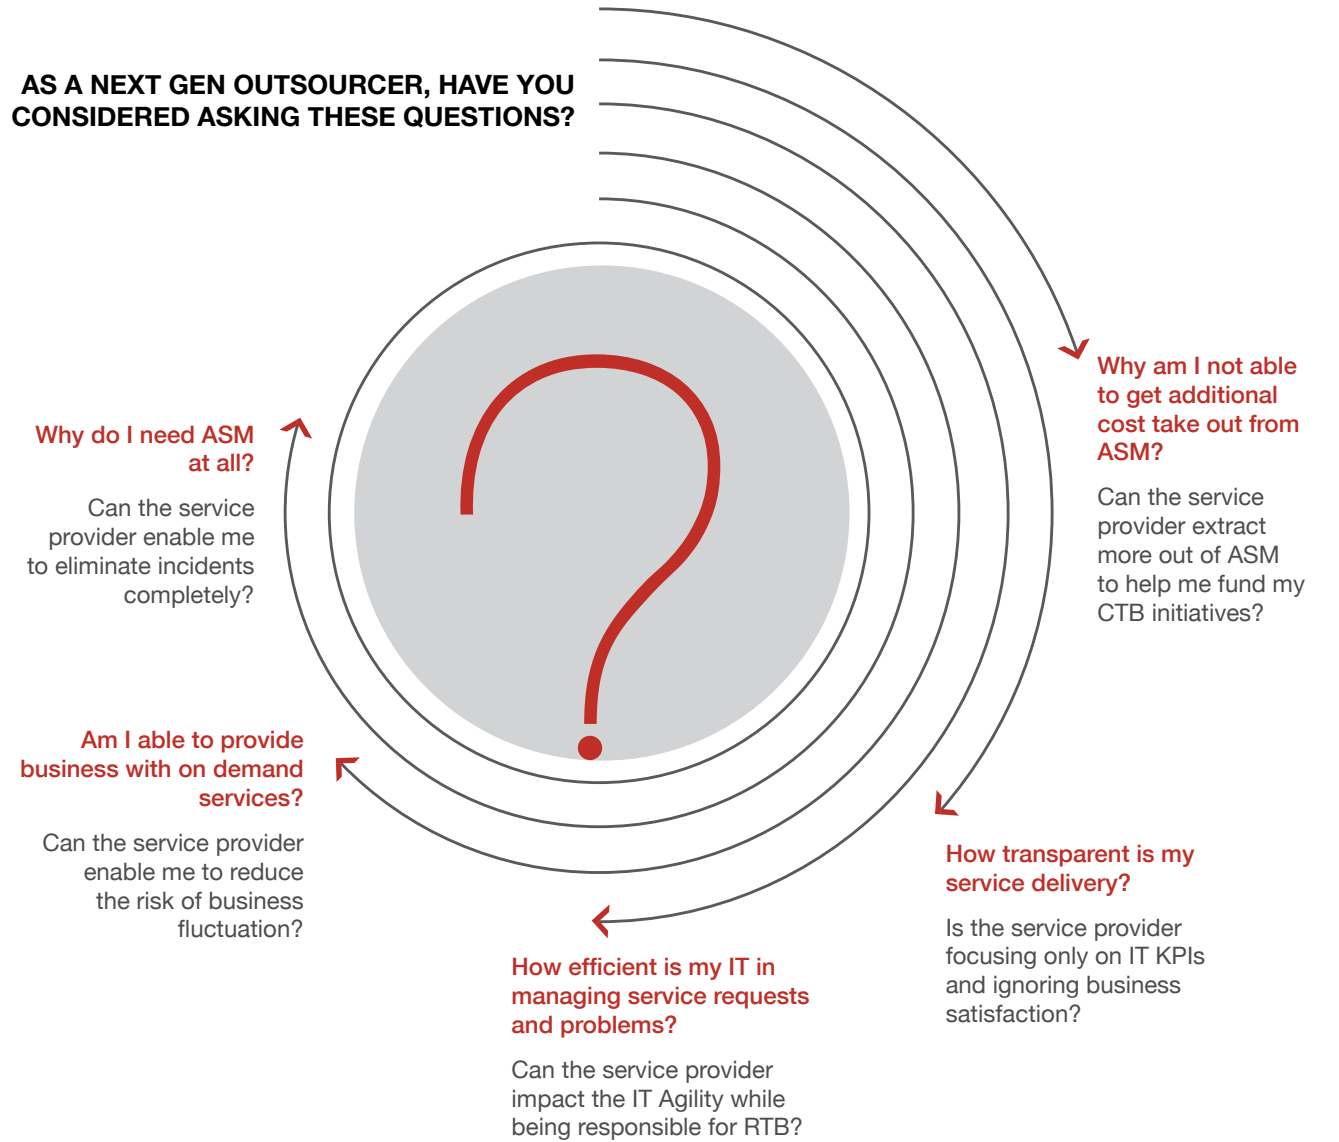 AS A NEXT GEN OUTSOURCER, HAVE YOU
CONSIDERED ASKING THESE QUESTIONS?
Why am I not able
to get additional
cost take out from
ASM?
Can the service
provider extract
more out of ASM
to help me fund my
CTB initiatives?
How transparent is my
service delivery?
Is the service provider
focusing only on IT KPIs
and ignoring business
satisfaction?
How efficient is my IT in
managing service requests
and problems?
Can the service provider
impact the IT Agility while
being responsible for RTB?
Am I able to provide
business with on demand
services?
Can the service provider
enable me to reduce
the risk of business
fluctuation?
Why do I need ASM
at all?
Can the service
provider enable me
to eliminate incidents
completely?